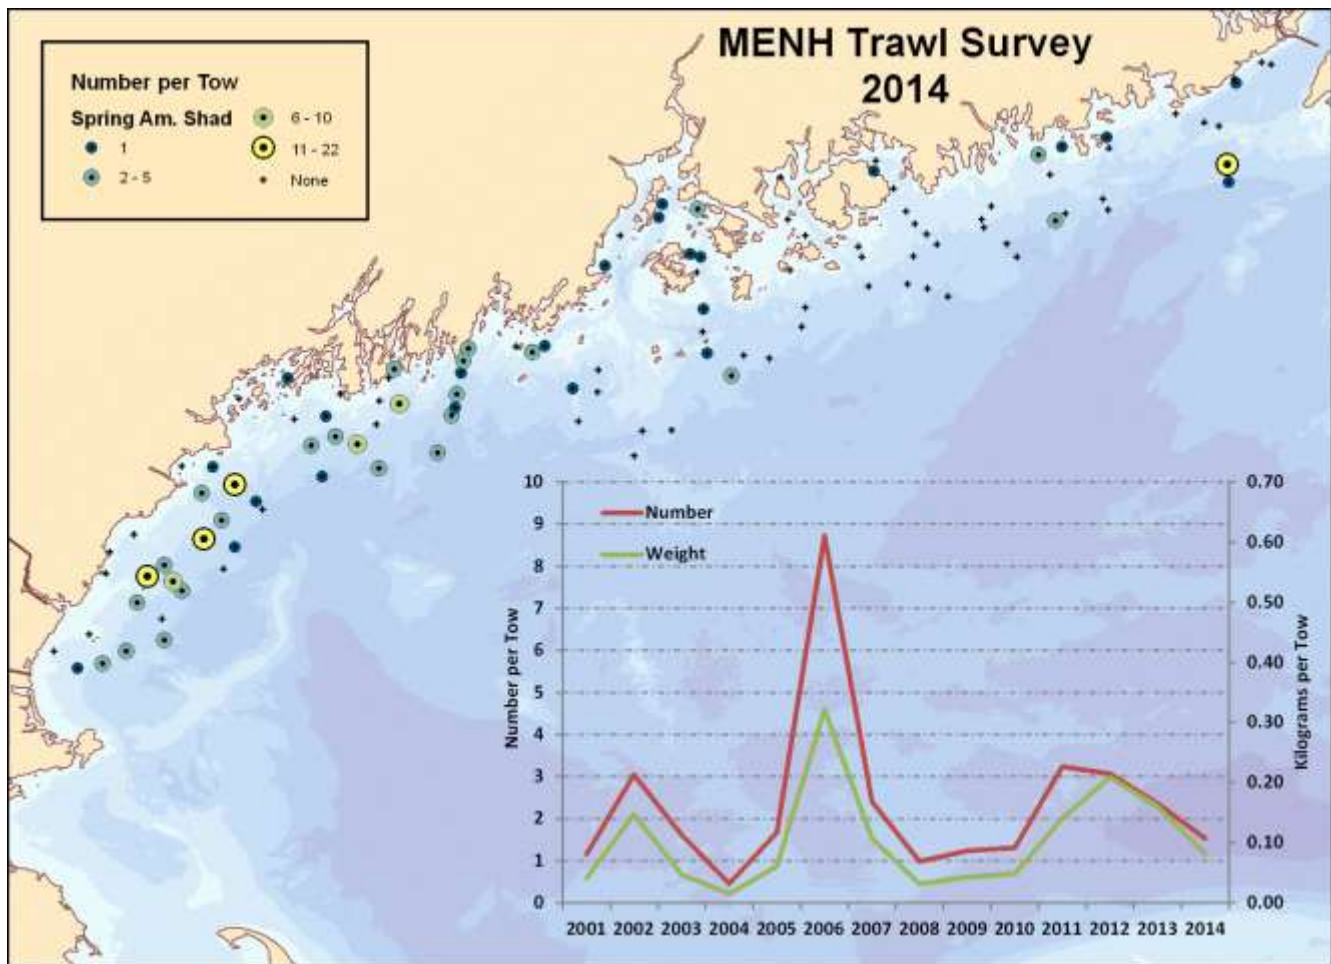 MENH Trawl Survey
2014
Number per Tow
Spring Am. Shad
1
2 - 5
6 - 10
11 - 22
None
Number
Weight
Number per Tow
10
9
8
7
6
5
4
3
2
1
0
0.70
0.60
0.50
0.40
0.30
0.20
0.10
0.00
Kilograms per Tow
2001 2002 2003 2004 2005 2006 2007 2008 2009 2010 2011 2012 2013 2014